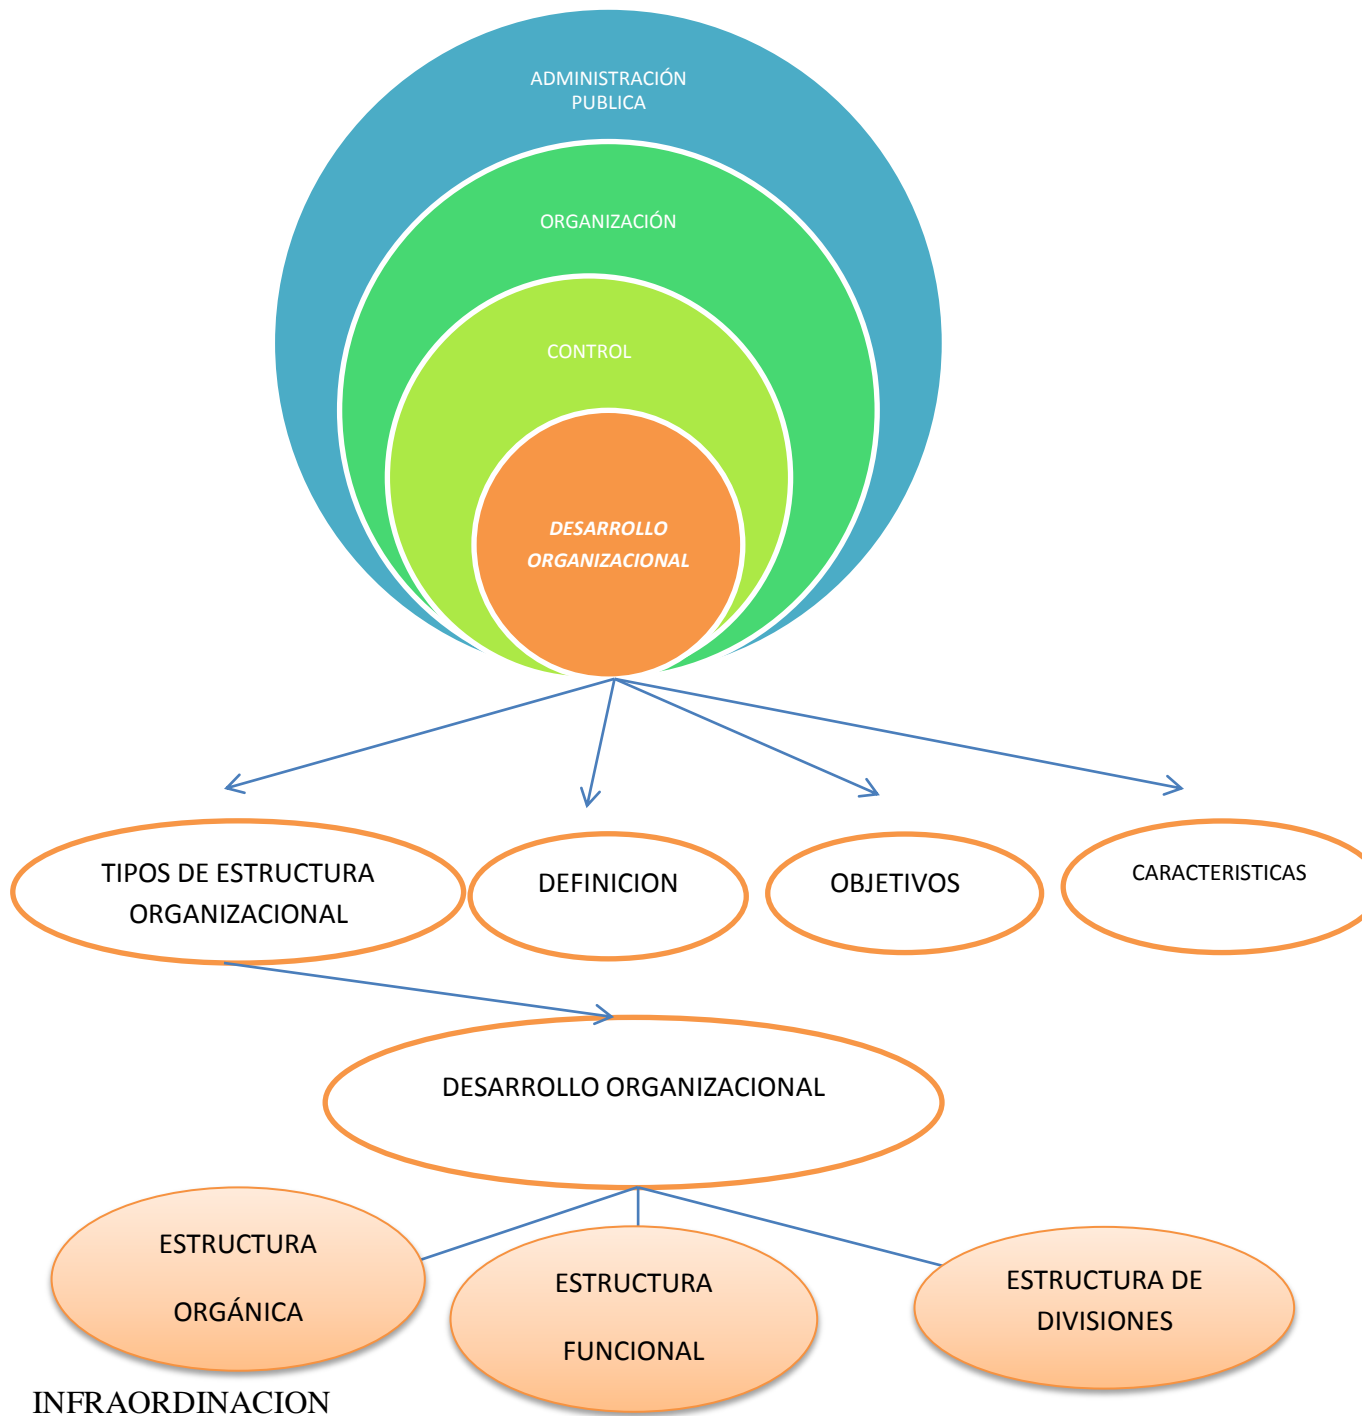 ADMINISTRACIÓN
PUBLICA
ORGANIZACIÓN
CONTROL
DESARROLLO
ORGANIZACIONAL
TIPOS DE ESTRUCTURA
ORGANIZACIONAL
DEFINICION
OBJETIVOS
CARACTERISTICAS
DESARROLLO ORGANIZACIONAL
ESTRUCTURA
ORGÁNICA
ESTRUCTURA
FUNCIONAL
ESTRUCTURA DE
DIVISIONES
INFRAORDINACION